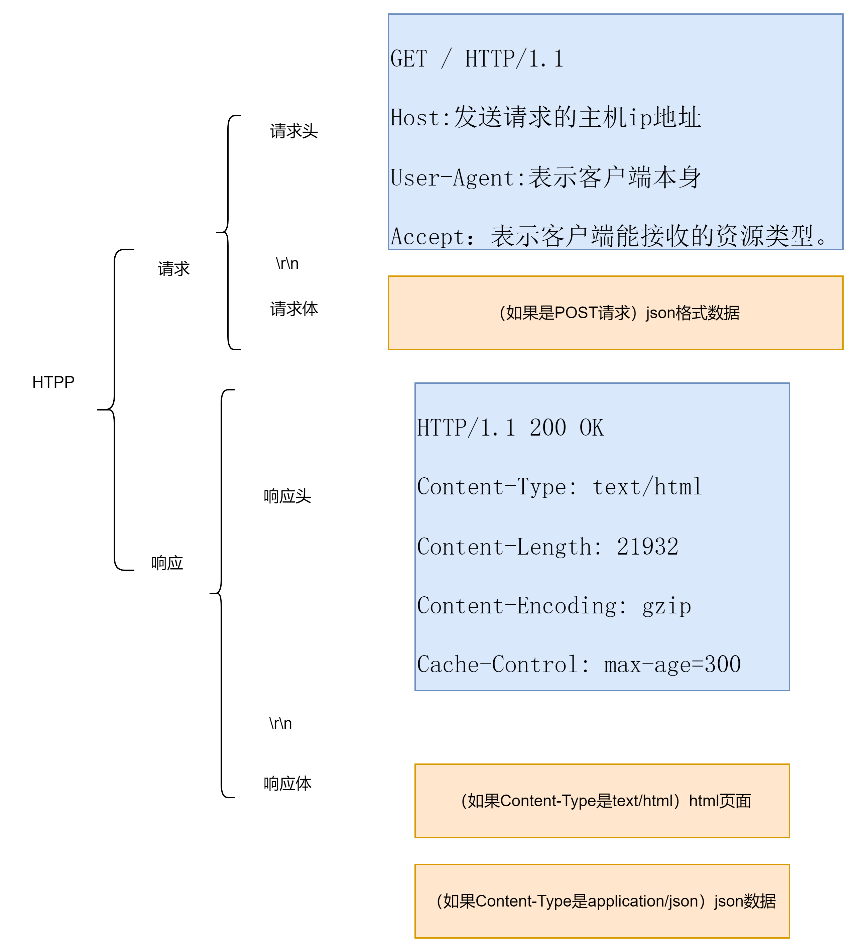 GET / HTTP/1.1
Host:发送请求的主机ip地址
User-Agent:表示客户端本身
Accept：表示客户端能接收的资源类型。
请求头
\r\n
请求
请求体
（如果是POST请求）json格式数据
HTPP
HTTP/1.1 200 OK
Content-Type: text/html
Content-Length: 21932
Content-Encoding: gzip
Cache-Control: max-age=300
响应头
响应
\r\n
响应体
（如果Content-Type是text/html）html页面
（如果Content-Type是application/json）json数据